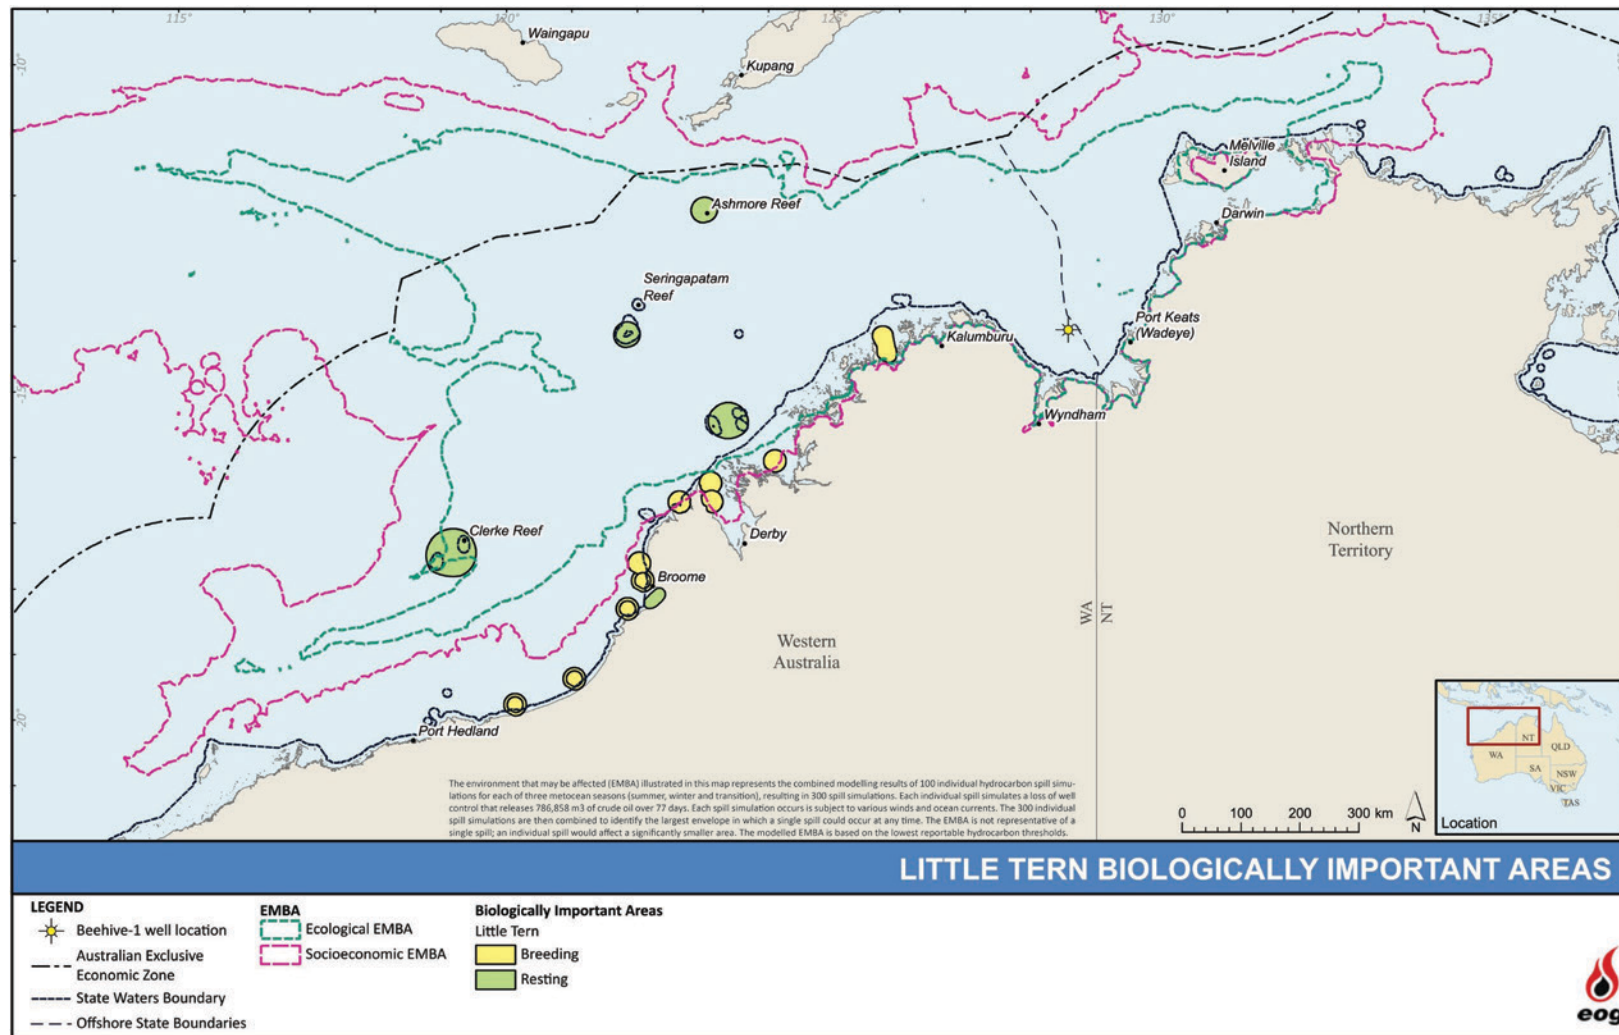 115°
120°
125°
130°
135°
-10°
-15°
-20°
Waingapu
Kupang
Melville
Island
Ashmore Reef
Darwin
Seringapatam
Reef
Port Keats
(Wadeye)
Kalumburu
Wyndham
Clerke Reef
Derby
Northern
Territory
Broome
WA
NT
Western
Australia
Port Hedland
The environment that may be affected (EMBA) illustrated in this map represents the combined modelling results of 100 individual hydrocarbon spill simu-
lations for each of three metocean seasons (summer, winter and transition), resulting in 300 spill simulations. Each individual spill simulates a loss of well
control that releases 786,858 m3 of crude oil over 77 days. Each spill simulation occurs is subject to various winds and ocean currents. The 300 individual
spill simulations are then combined to identify the largest envelope in which a single spill could occur at any time. The EMBA is not representative of a
single spill; an individual spill would affect a significantly smaller area. The modelled EMBA is based on the lowest reportable hydrocarbon thresholds.
0 100 200 300 km
N
WA
NT
QLD
SA
NSW
VIC
TAS
Location
LITTLE TERN BIOLOGICALLY IMPORTANT AREAS
LEGEND
Beehive-1 well location
Australian Exclusive
Economic Zone
State Waters Boundary
Offshore State Boundaries
EMBA
Ecological EMBA
Socioeconomic EMBA
Biologically Important Areas
Little Tern
Breeding
Resting
eog